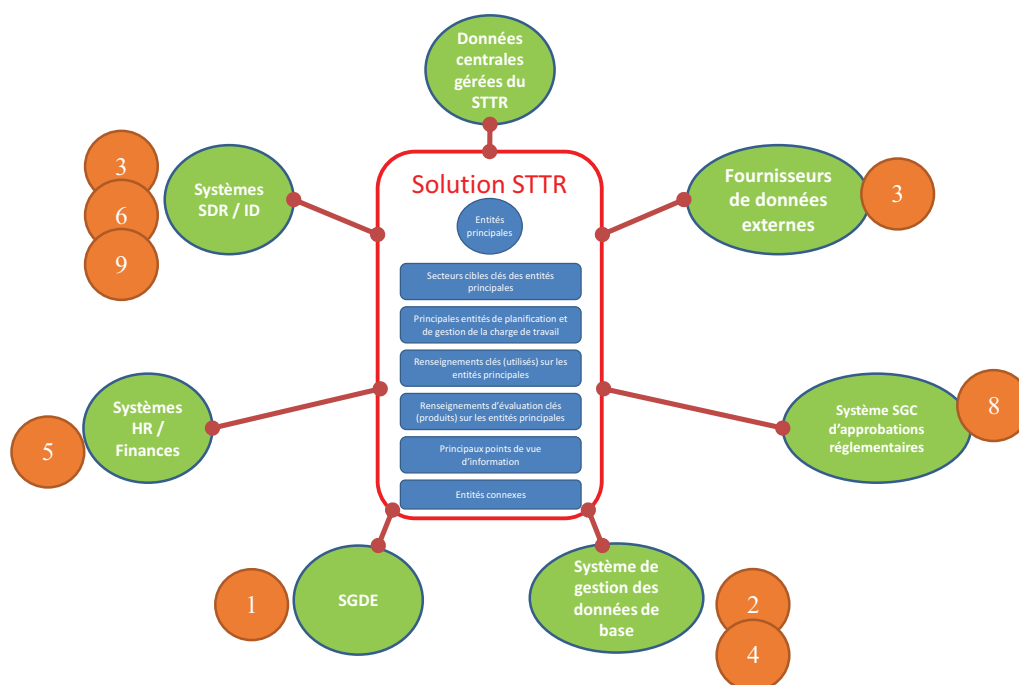 Données
centrales
gérées du
STTR
3
6
9
Systèmes
SDR / ID
Solution STTR
Entités
principales
Fournisseurs
de données
externes
3
Secteurs cibles clés des entités
principales
Principales entités de planification et
de gestion de la charge de travail
Renseignements clés (utilisés) sur les
entités principales
Renseignements d'évaluation clés
(produits) sur les entités principales
Principaux points de vue
d'information
Entités connexes
5
Systèmes
HR /
Finances
Système SGC
d'approbations
réglementaires
8
1
SGDE
Système de
gestion des
données de
base
2
4